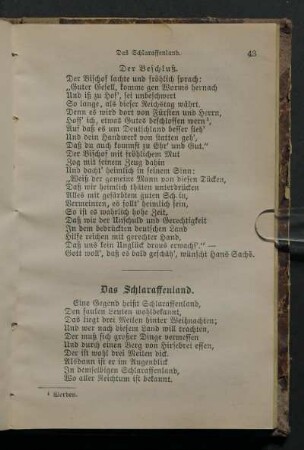 Das Schlaraffenland. 43
Der Beschluß.
Der Bischof lachte und fröhlich sprach:
„Guter Gesell, komme gen Worms hernach
Und iß zu Hof', sei unbeschwert
So lange, als dieser Reichstag währt.
Denn es wird dort von Fürsten und Herrn,
Hoff' ich, etwas Gutes beschlossen wern¹,
Auf daß es um Deutschland besser steh'
Und dein Handwerk von statten geh',
Daß du auch kommst zu Ehr' und Gut."
Der Bischof mit fröhlichem Mut
Zog mit seinem Zeug dahin
Und dacht' heimlich in seinem Sinn:
„Weiß der gemeine Mann von diesen Tücken,
Daß wir heimlich thäten unterdrücken
Alles mit gefärbtem guten Sch in,
Vermeinten, es sollt' heimlich sein,
So ist es wahrlich hohe Zeit,
Daß wir der Unschuld und Gerechtigkeit
In dem bedrückten deutschen Land
Hilfe reichen mit gerechter Hand,
Daß uns kein Unglück draus erwachs'." —
Gott woll', daß es bald geschäh', wünscht Hans Sachs.
Das Schlaraffenland.
Eine Gegend heißt Schlaraffenland,
Den faulen Leuten wohlbekannt,
Das liegt drei Meilen hinter Weihnachten;
Und wer nach diesem Land will trachten,
Der muß sich großer Dinge vermessen
Und durch einen Berg von Hirsebrei essen,
Der ist wohl drei Meilen dick.
Alsdann ist er im Augenblick
In demselbigen Schlaraffenland,
Wo aller Reichtum ist bekannt.
¹ Werden.